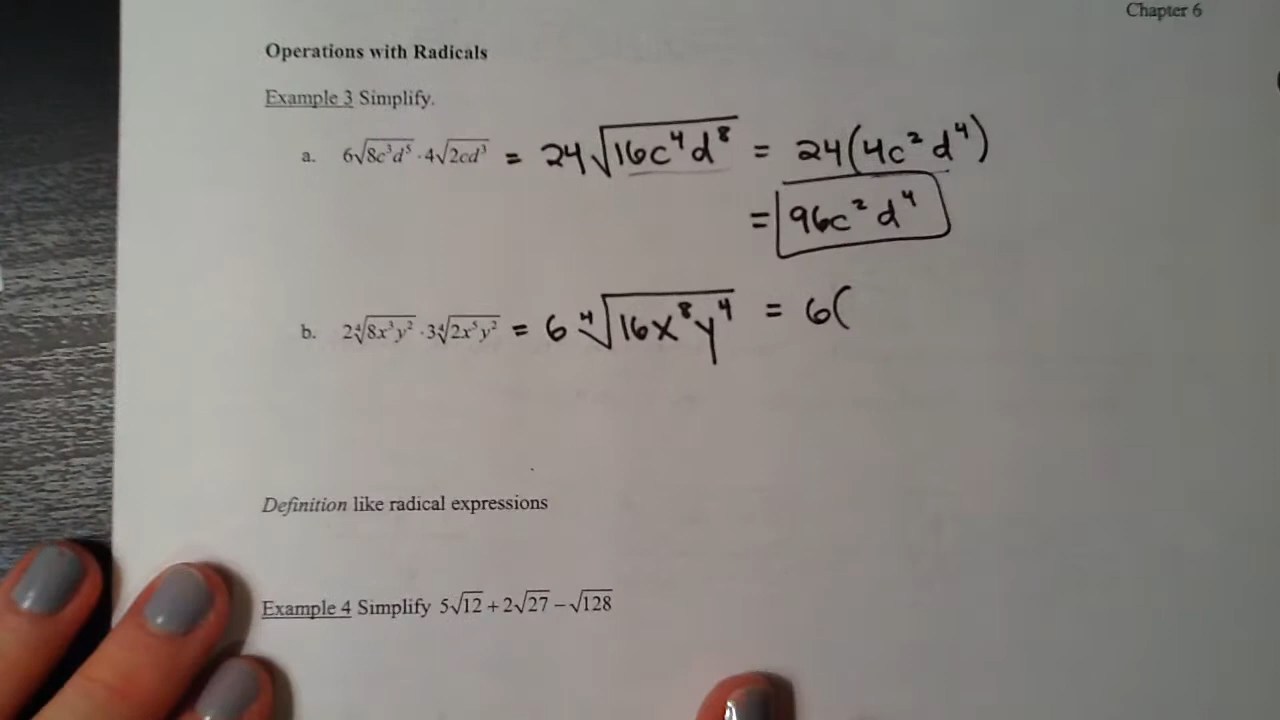 Chapter 6
Operations with Radicals
Example 3 Simplify.
a. 6√8c³d⁵ · 4√2cd³ = 24√16c⁴d⁸ = 24(4c²d⁴)
= 96c²d⁴
b. 2∜8x³y² · 3∜2x⁵y² = 6∜16x⁸y⁴ = 6(
Definition like radical expressions
Example 4 Simplify 5√12 + 2√27 − √128